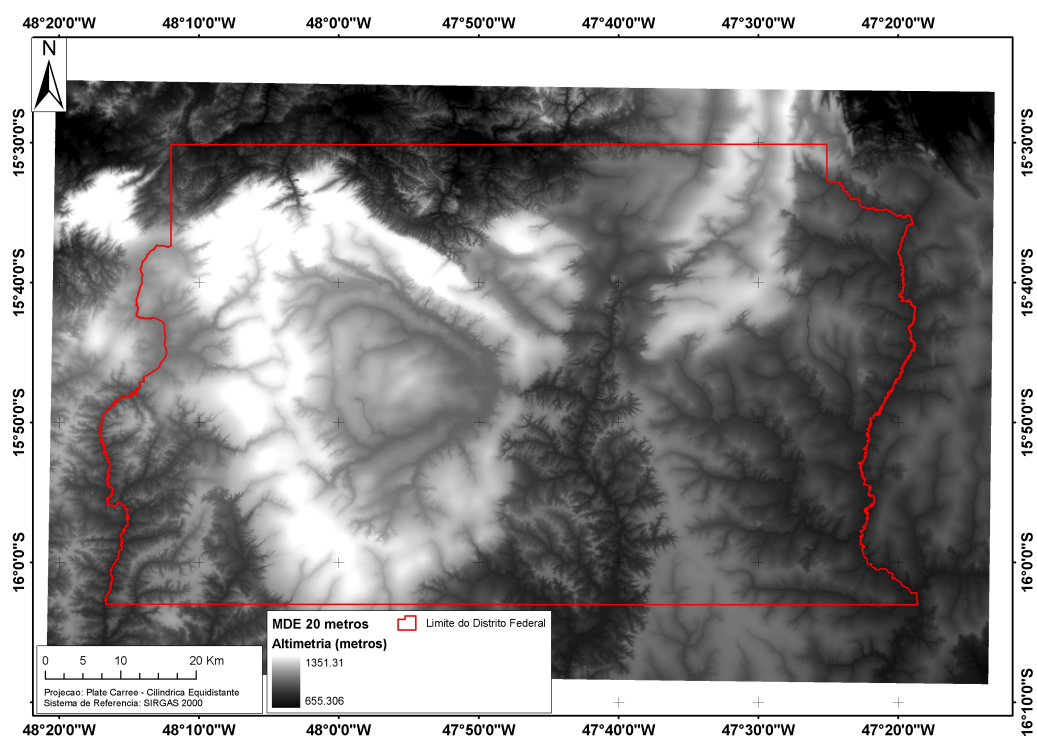 48°20'0"W 48°10'0"W 48°0'0"W 47°50'0"W 47°40'0"W 47°30'0"W 47°20'0"W
N
15°30'0"S 15°30'0"S
15°40'0"S 15°40'0"S
15°50'0"S 15°50'0"S
16°0'0"S 16°0'0"S
16°10'0"S
MDE 20 metros Limite do Distrito Federal
Altimetria (metros)
1351.31
655.306
0 5 10 20 Km
Projecao: Plate Carree - Cilindrica Equidistante
Sistema de Referencia: SIRGAS 2000
48°20'0"W 48°10'0"W 48°0'0"W 47°50'0"W 47°40'0"W 47°30'0"W 47°20'0"W